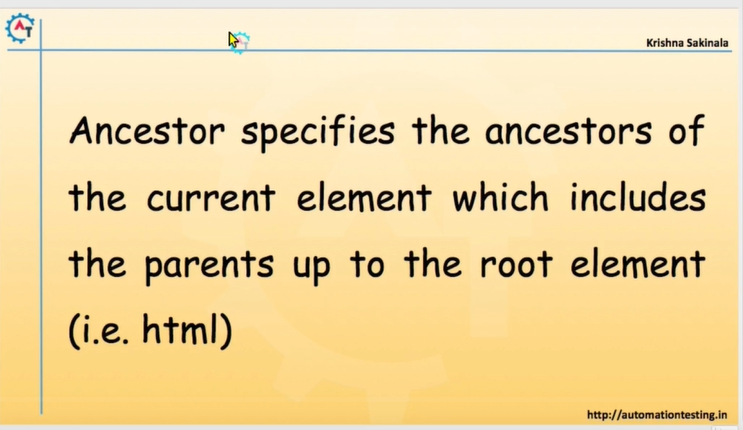 AT
Krishna Sakinala
Ancestor specifies the ancestors of
the current element which includes
the parents up to the root element
(i.e. html)
http://automationtesting.in